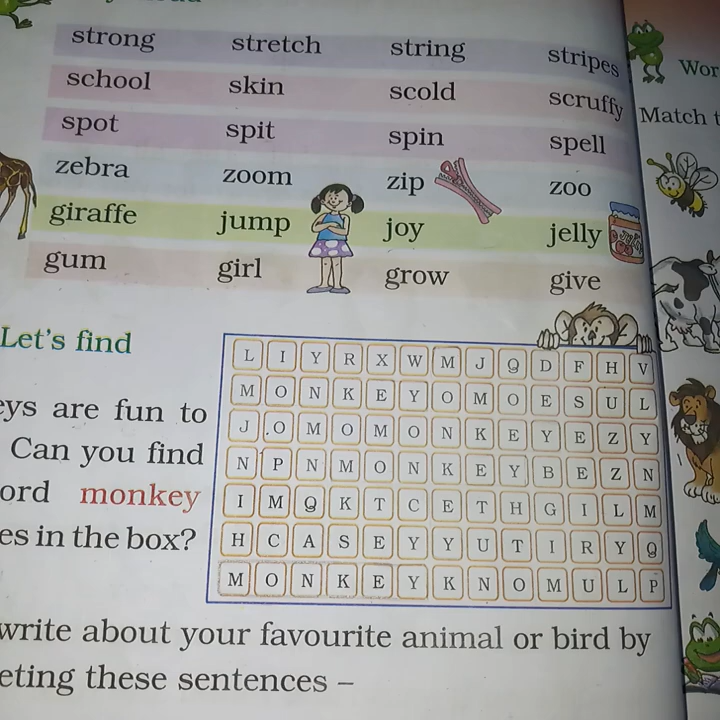 strong stretch string stripes
school skin scold scruffy
spot spit spin spell
zebra zoom zip zoo
giraffe jump joy jelly
gum girl grow give
Let's find
eys are fun to
Can you find
ord monkey
es in the box?
L I Y R X W M J Q D F H V
M O N K E Y O M O E S U L
J O M O M O N K E Y E Z Y
N P N M O N K E Y B E Z N
I M Q K T C E T H G I L M
H C A S E Y Y U T I R Y Q
M O N K E Y K N O M U L P
write about your favourite animal or bird by
eting these sentences –
Wor
Match t